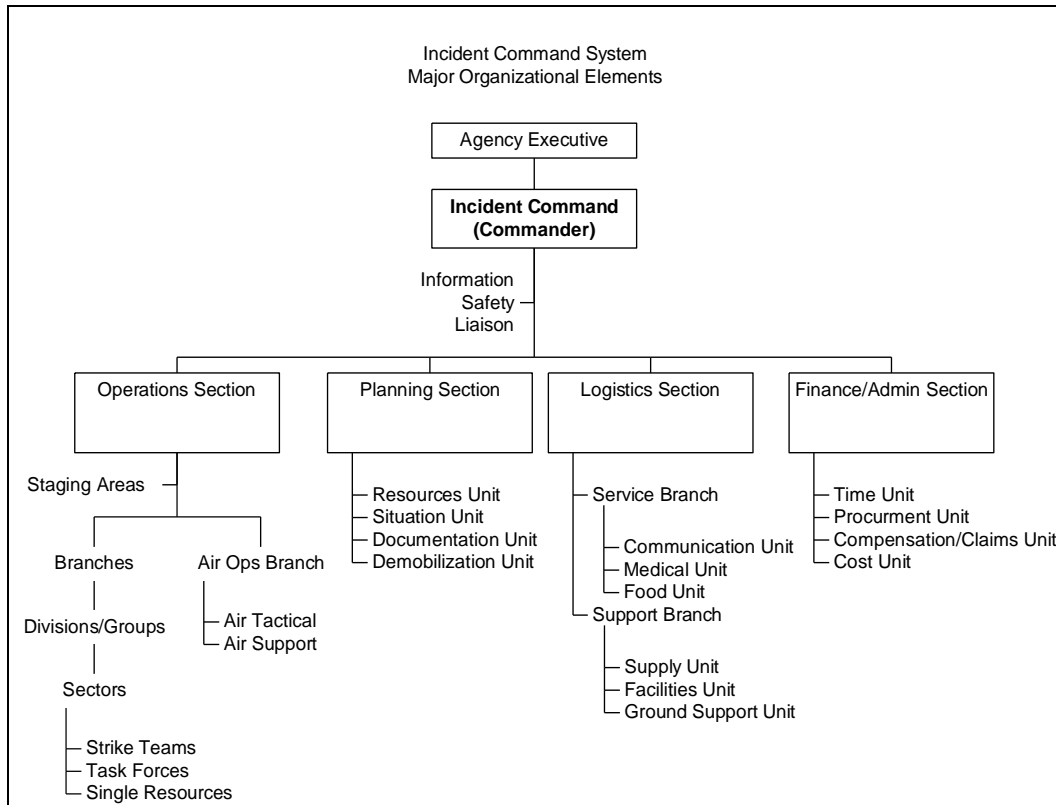 Incident Command System
Major Organizational Elements
Agency Executive
Incident Command
(Commander)
Information
Safety
Liaison
Operations Section
Planning Section
Logistics Section
Finance/Admin Section
Staging Areas
Branches
Divisions/Groups
Sectors
Strike Teams
Task Forces
Single Resources
Air Ops Branch
Air Tactical
Air Support
Resources Unit
Situation Unit
Documentation Unit
Demobilization Unit
Service Branch
Communication Unit
Medical Unit
Food Unit
Support Branch
Supply Unit
Facilities Unit
Ground Support Unit
Time Unit
Procurment Unit
Compensation/Claims Unit
Cost Unit